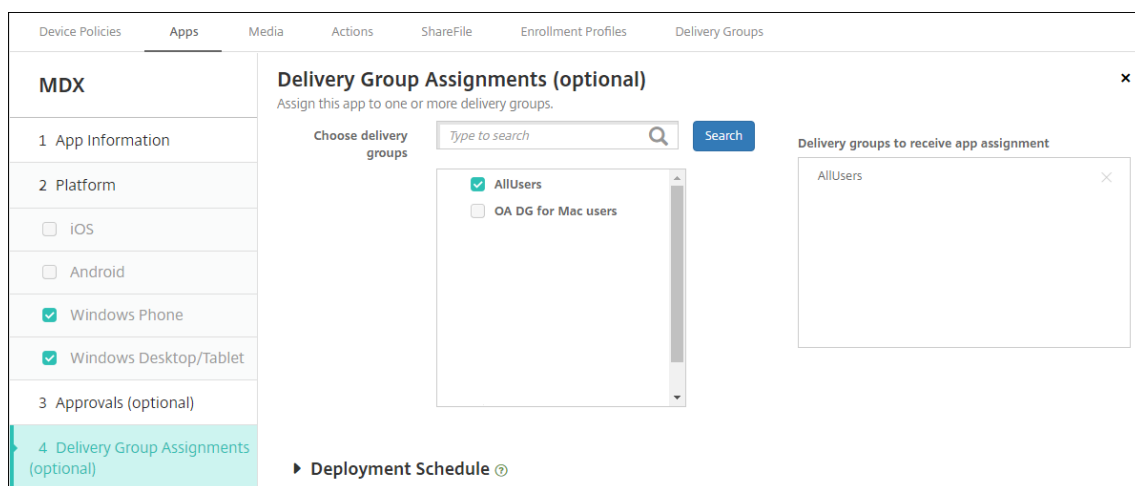 Device Policies Apps Media Actions ShareFile Enrollment Profiles Delivery Groups
MDX
1 App Information
2 Platform
iOS
Android
Windows Phone
Windows Desktop/Tablet
3 Approvals (optional)
4 Delivery Group Assignments
(optional)
Delivery Group Assignments (optional)
Assign this app to one or more delivery groups.
Choose delivery
groups
Type to search
Search
AllUsers
OA DG for Mac users
Delivery groups to receive app assignment
AllUsers
Deployment Schedule